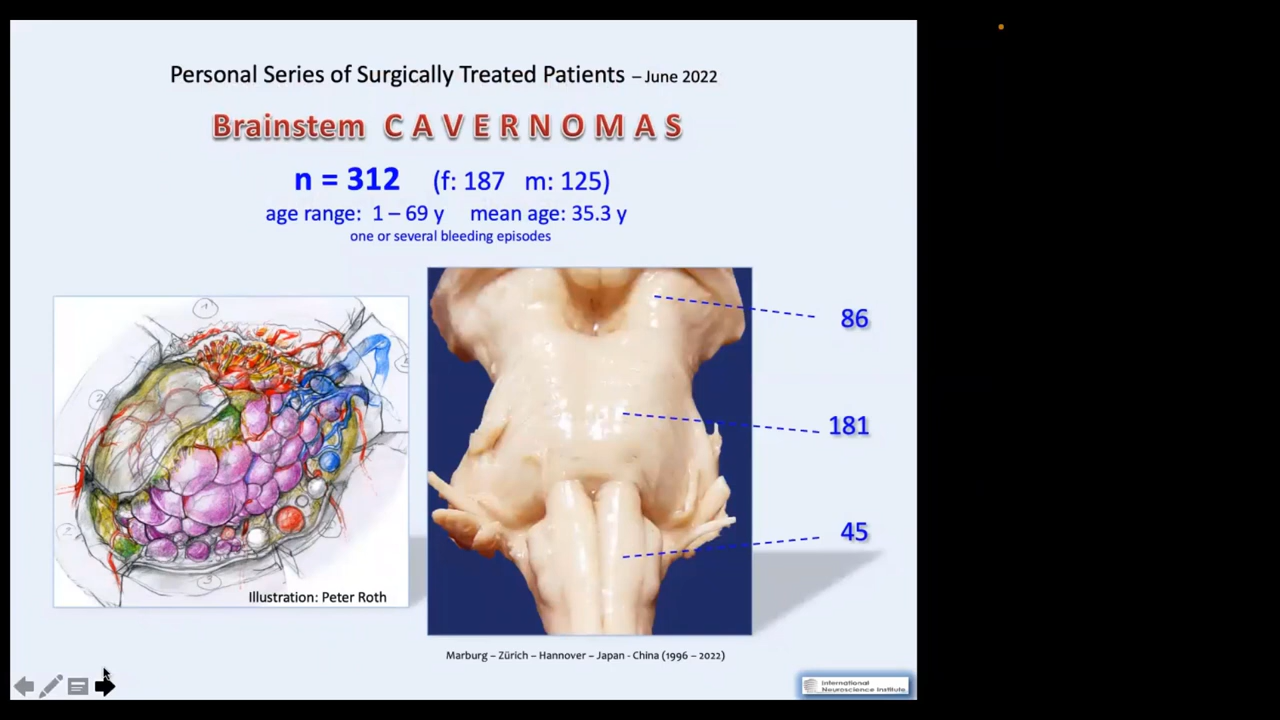 Personal Series of Surgically Treated Patients – June 2022
Brainstem CAVERNOMAS
n = 312 (f: 187 m: 125)
age range: 1 – 69 y mean age: 35.3 y
one or several bleeding episodes
86
181
45
Illustration: Peter Roth
Marburg – Zürich – Hannover – Japan - China (1996 – 2022)
International
Neuroscience Institute